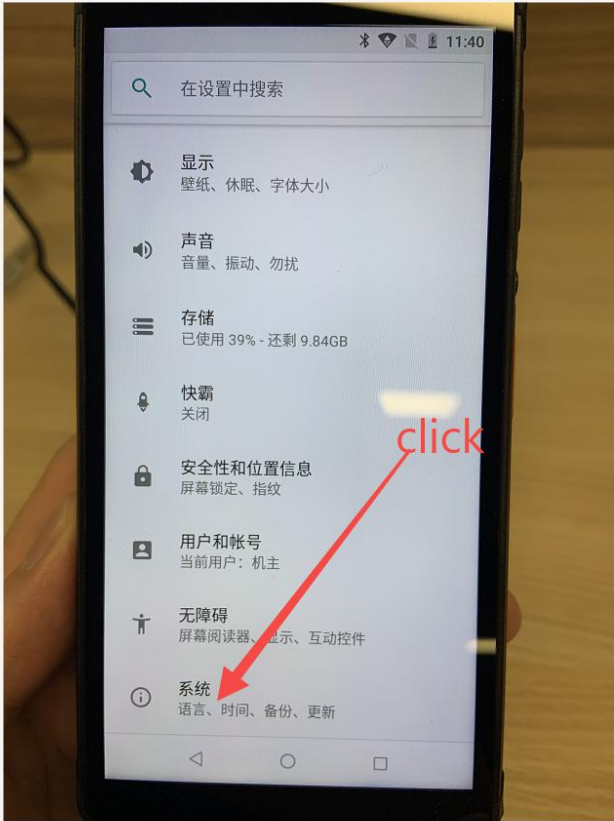 11:40
在设置中搜索
显示
壁纸、休眠、字体大小
声音
音量、振动、勿扰
存储
已使用 39% - 还剩 9.84GB
快霸
关闭
click
安全性和位置信息
屏幕锁定、指纹
用户和帐号
当前用户：机主
无障碍
屏幕阅读器、显示、互动控件
系统
语言、时间、备份、更新